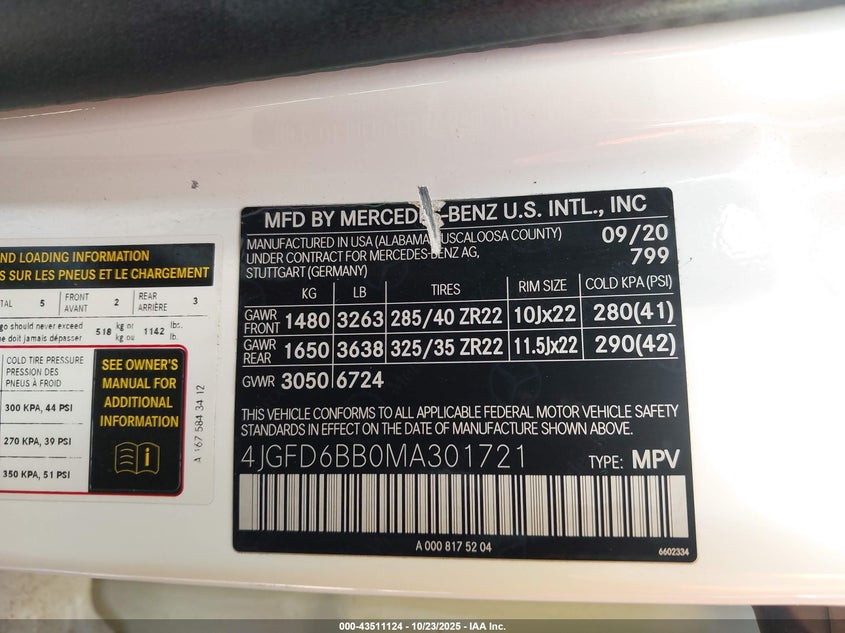 MFD BY MERCEDES-BENZ U.S. INTL., INC
MANUFACTURED IN USA (ALABAMA, TUSCALOOSA COUNTY)
UNDER CONTRACT FOR MERCEDES-BENZ AG,
STUTTGART (GERMANY)
09/20
799
KG LB TIRES RIM SIZE COLD KPA (PSI)
GAWR FRONT 1480 3263 285/40 ZR22 10Jx22 280(41)
GAWR REAR 1650 3638 325/35 ZR22 11.5Jx22 290(42)
GVWR 3050 6724
THIS VEHICLE CONFORMS TO ALL APPLICABLE FEDERAL MOTOR VEHICLE SAFETY
STANDARDS IN EFFECT ON THE DATE OF MANUFACTURE SHOWN ABOVE.
4JGFD6BB0MA301721 TYPE: MPV
A 000 817 52 04
6602334
ND LOADING INFORMATION
S SUR LES PNEUS ET LE CHARGEMENT
TAL 5 FRONT AVANT 2 REAR ARRIÈRE 3
go should never exceed
e doit jamais dépasser
518 kg or kg ou 1142 lbs. lb.
COLD TIRE PRESSURE
PRESSION DES
PNEUS À FROID
300 KPA, 44 PSI
270 KPA, 39 PSI
350 KPA, 51 PSI
SEE OWNER'S
MANUAL FOR
ADDITIONAL
INFORMATION
A 167 584 34 12
000-43511124 - 10/23/2025 - IAA Inc.